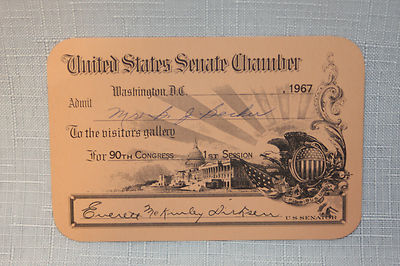 United States Senate Chamber
Washington, D.C. , 1967
Admit
Mrs
To the visitors gallery
For 90TH CONGRESS 1ST SESSION
Everett McKinley Dirksen
U.S. SENATOR